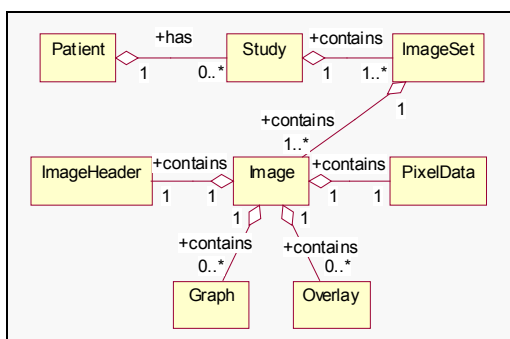 +has +contains
Patient Study ImageSet
1 0..* 1 1..* 1
+contains
1..*
+contains +contains
ImageHeader Image PixelData
1 1 1 1
1 1
+contains +contains
0..* 0..*
Graph Overlay